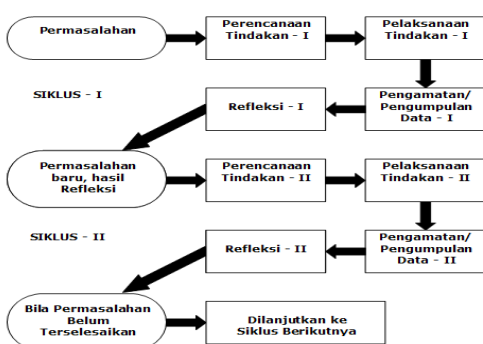 Permasalahan
Perencanaan
Tindakan - I
Pelaksanaan
Tindakan - I
SIKLUS - I
Refleksi - I
Pengamatan/
Pengumpulan
Data - I
Permasalahan
baru, hasil
Refleksi
Perencanaan
Tindakan - II
Pelaksanaan
Tindakan - II
SIKLUS - II
Refleksi - II
Pengamatan/
Pengumpulan
Data - II
Bila Permasalahan
Belum
Terselesaikan
Dilanjutkan ke
Siklus Berikutnya